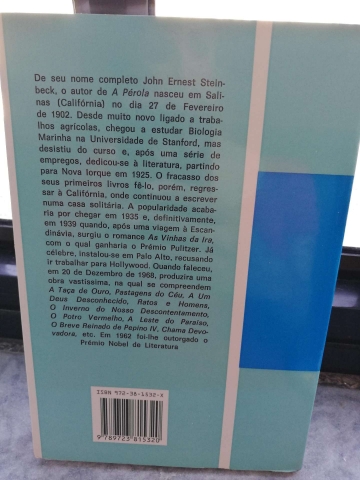 De seu nome completo John Ernest Stein-
beck, o autor de A Pérola nasceu em Sali-
nas (Califórnia) no dia 27 de Fevereiro
de 1902. Desde muito novo ligado a traba-
lhos agrícolas, chegou a estudar Biologia
Marinha na Universidade de Stanford, mas
desistiu do curso e, após uma série de
empregos, dedicou-se à literatura, partindo
para Nova Iorque em 1925. O fracasso dos
seus primeiros livros fê-lo, porém, regres-
sar à Califórnia, onde continuou a escrever
numa casa solitária. A popularidade acaba-
ria por chegar em 1935 e, definitivamente,
em 1939 quando, após uma viagem à Escan-
dinávia, surgiu o romance As Vinhas da Ira,
com o qual ganharia o Prémio Pulitzer. Já
célebre, instalou-se em Palo Alto, recusando
ir trabalhar para Hollywood. Quando faleceu,
em 20 de Dezembro de 1968, produzira uma
obra vastíssima, na qual se compreendem
A Taça de Ouro, Pastagens do Céu, A Um
Deus Desconhecido, Ratos e Homens,
O Inverno do Nosso Descontentamento,
O Potro Vermelho, A Leste do Paraíso,
O Breve Reinado de Pepino IV, Chama Devo-
radora, etc. Em 1962 foi-lhe outorgado o
Prémio Nobel de Literatura
ISBN 972-38-1532-X
9 789723 815320